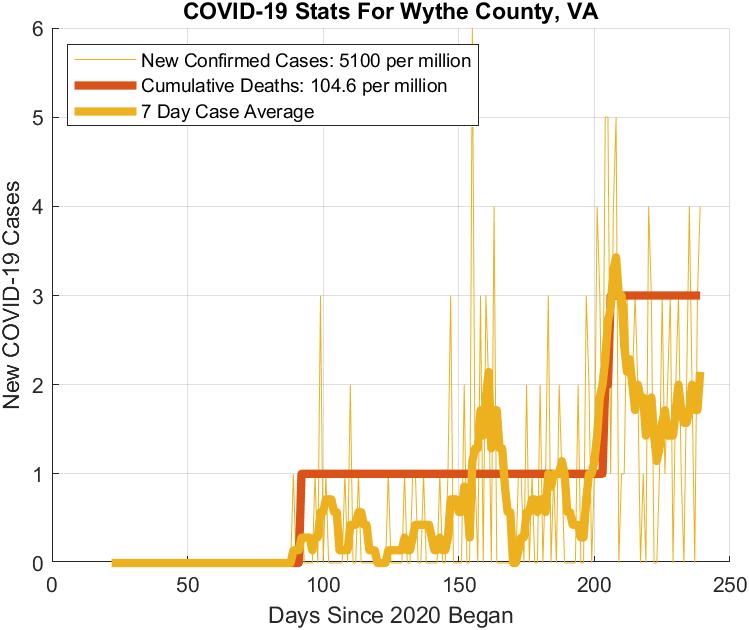 COVID-19 Stats For Wythe County, VA
New Confirmed Cases: 5100 per million
Cumulative Deaths: 104.6 per million
7 Day Case Average
New COVID-19 Cases
6
5
4
3
2
1
0
0 50 100 150 200 250
Days Since 2020 Began